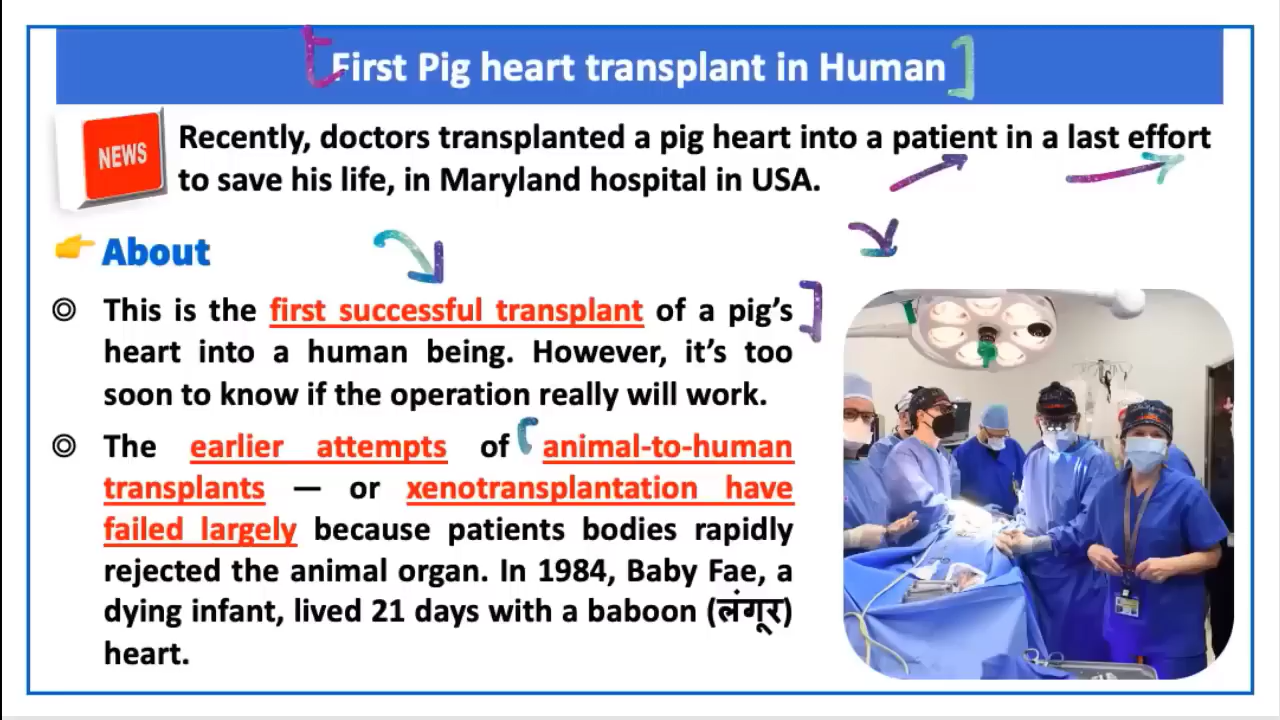 First Pig heart transplant in Human
NEWS
Recently, doctors transplanted a pig heart into a patient in a last effort
to save his life, in Maryland hospital in USA.
About
This is the first successful transplant of a pig’s
heart into a human being. However, it’s too
soon to know if the operation really will work.
The earlier attempts of animal-to-human
transplants — or xenotransplantation have
failed largely because patients bodies rapidly
rejected the animal organ. In 1984, Baby Fae, a
dying infant, lived 21 days with a baboon (लंगूर)
heart.